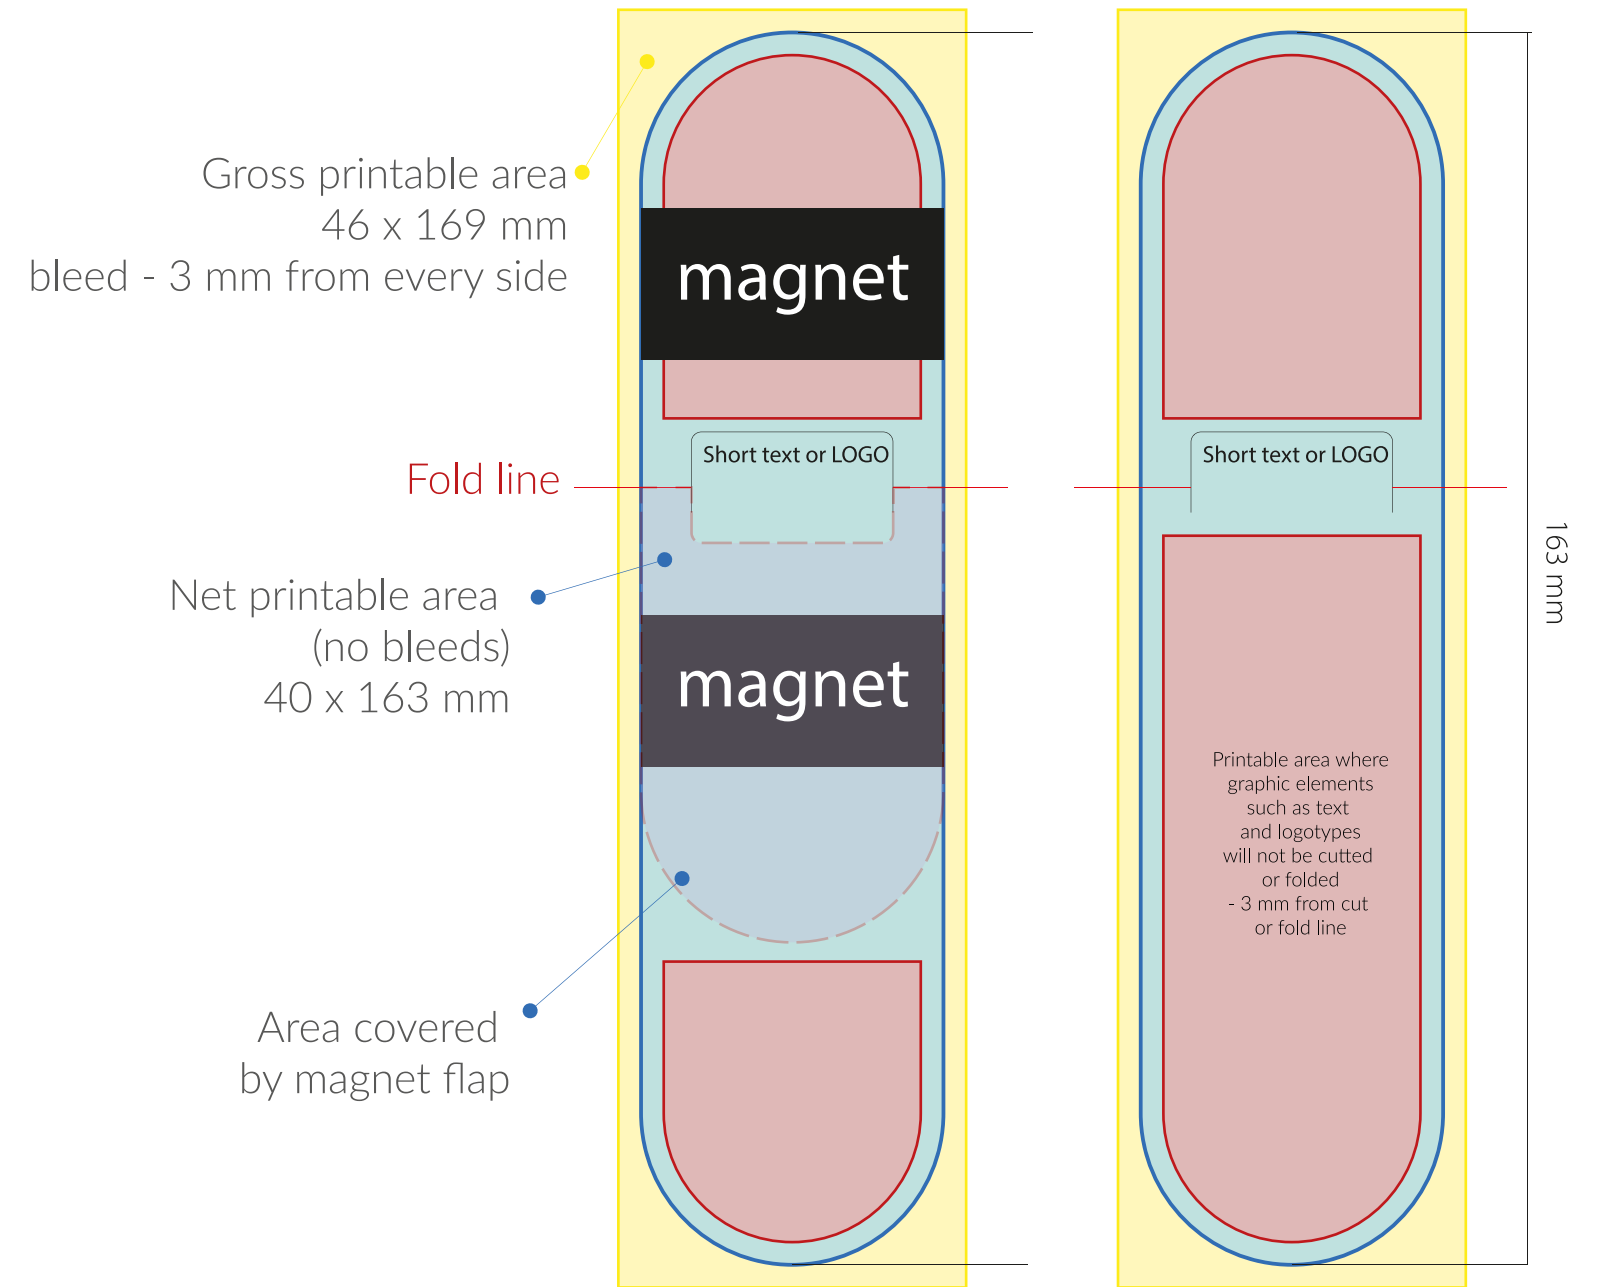 Gross printable area
46 x 169 mm
bleed - 3 mm from every side
magnet
Short text or LOGO
Fold line
Net printable area
(no bleeds)
40 x 163 mm
magnet
Area covered
by magnet flap
Short text or LOGO
Printable area where
graphic elements
such as text
and logotypes
will not be cutted
or folded
- 3 mm from cut
or fold line
163 mm